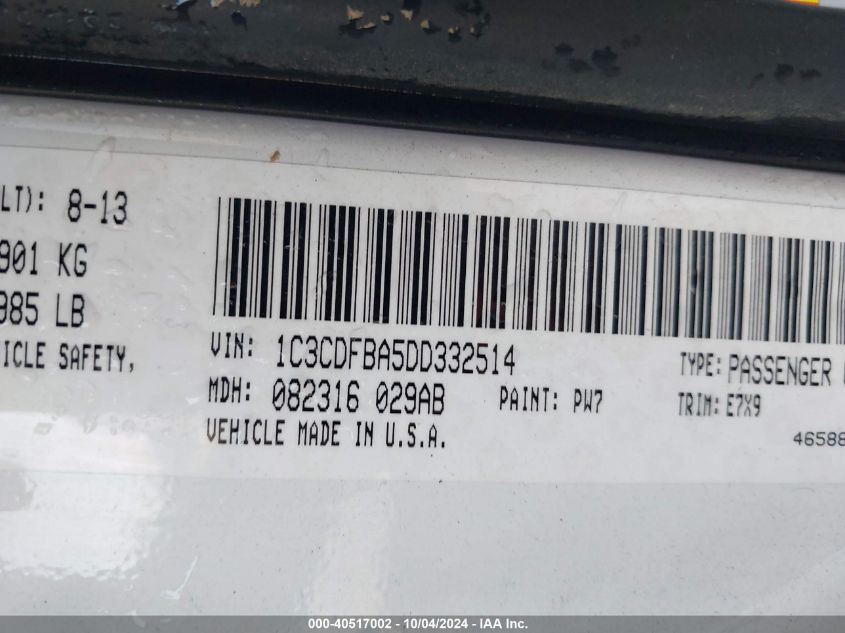 LT): 8-13
901 KG
985 LB
ICLE SAFETY,
VIN: 1C3CDFBA5DD332514
MDH: 082316 029AB
PAINT: PW7
VEHICLE MADE IN U.S.A.
TYPE: PASSENGER
TRIM: E7X9
46588
000-40517002 - 10/04/2024 - IAA Inc.